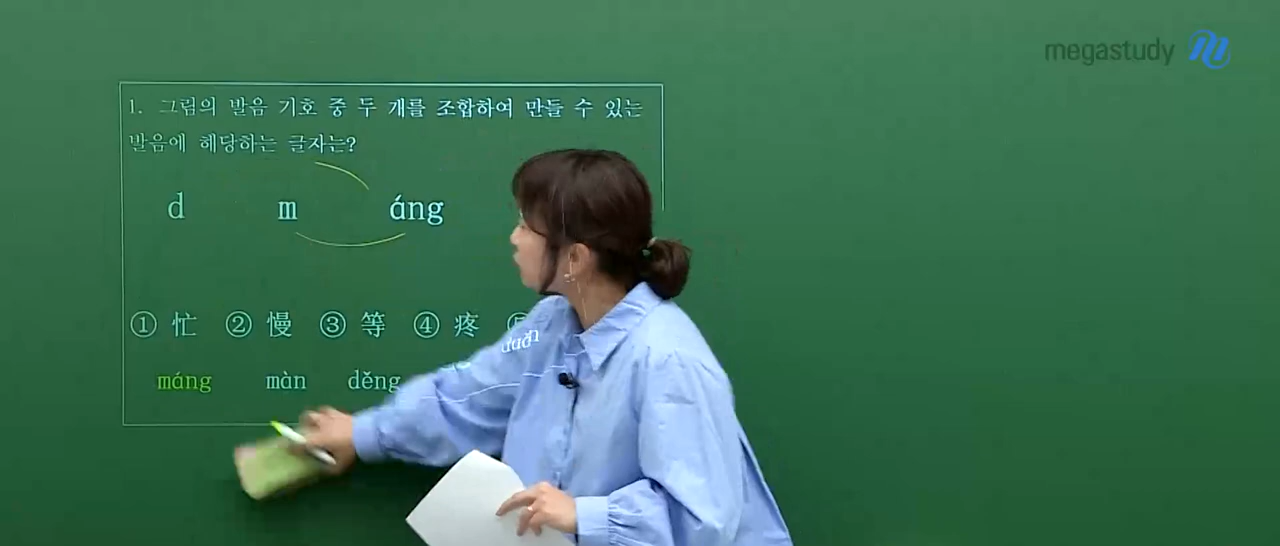 megastudy
1. 그림의 발음 기호 중 두 개를 조합하여 만들 수 있는
발음에 해당하는 글자는?
d m áng
① 忙 ② 慢 ③ 等 ④ 疼
máng màn děng